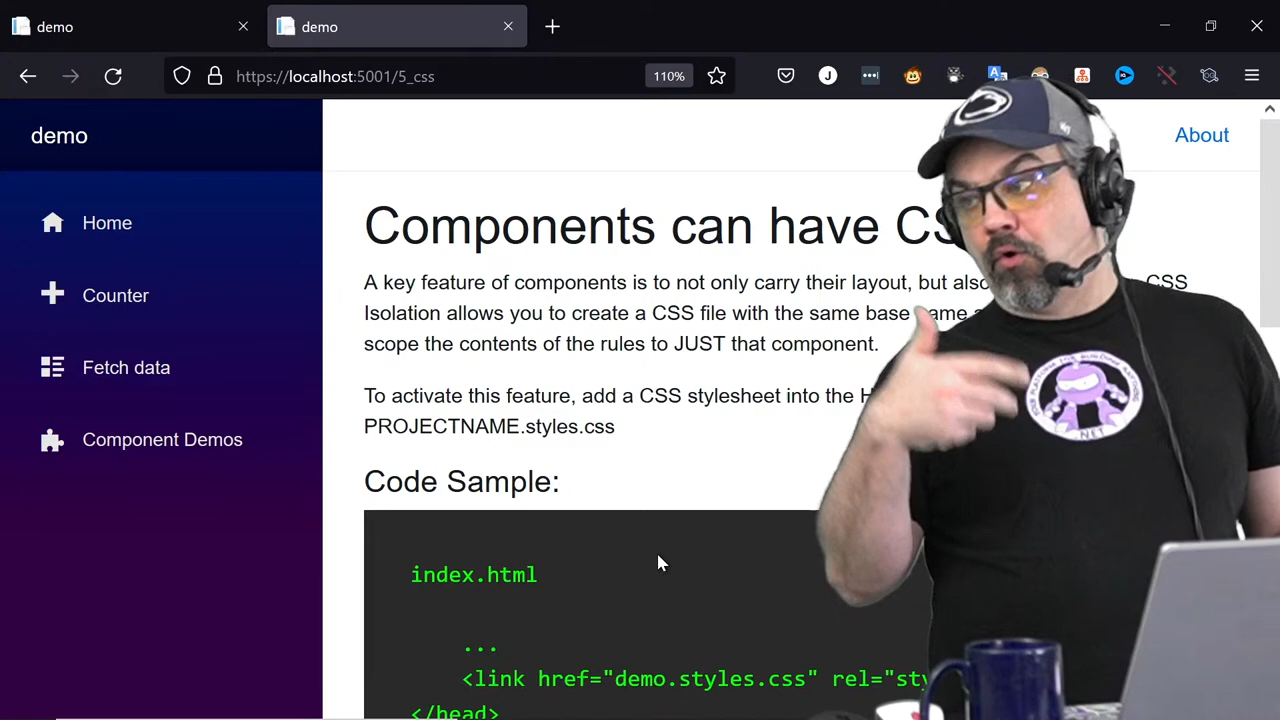 demo
demo
https://localhost:5001/5_css
110%
J
demo
About
Home
Counter
Fetch data
Component Demos
Components can have
A key feature of components is to not only carry their layout, but also CSS
Isolation allows you to create a CSS file with the same base name
scope the contents of the rules to JUST that component.
To activate this feature, add a CSS stylesheet into the
PROJECTNAME.styles.css
Code Sample:
index.html
...
<link href="demo.styles.css" rel="sty
</head>
.NET